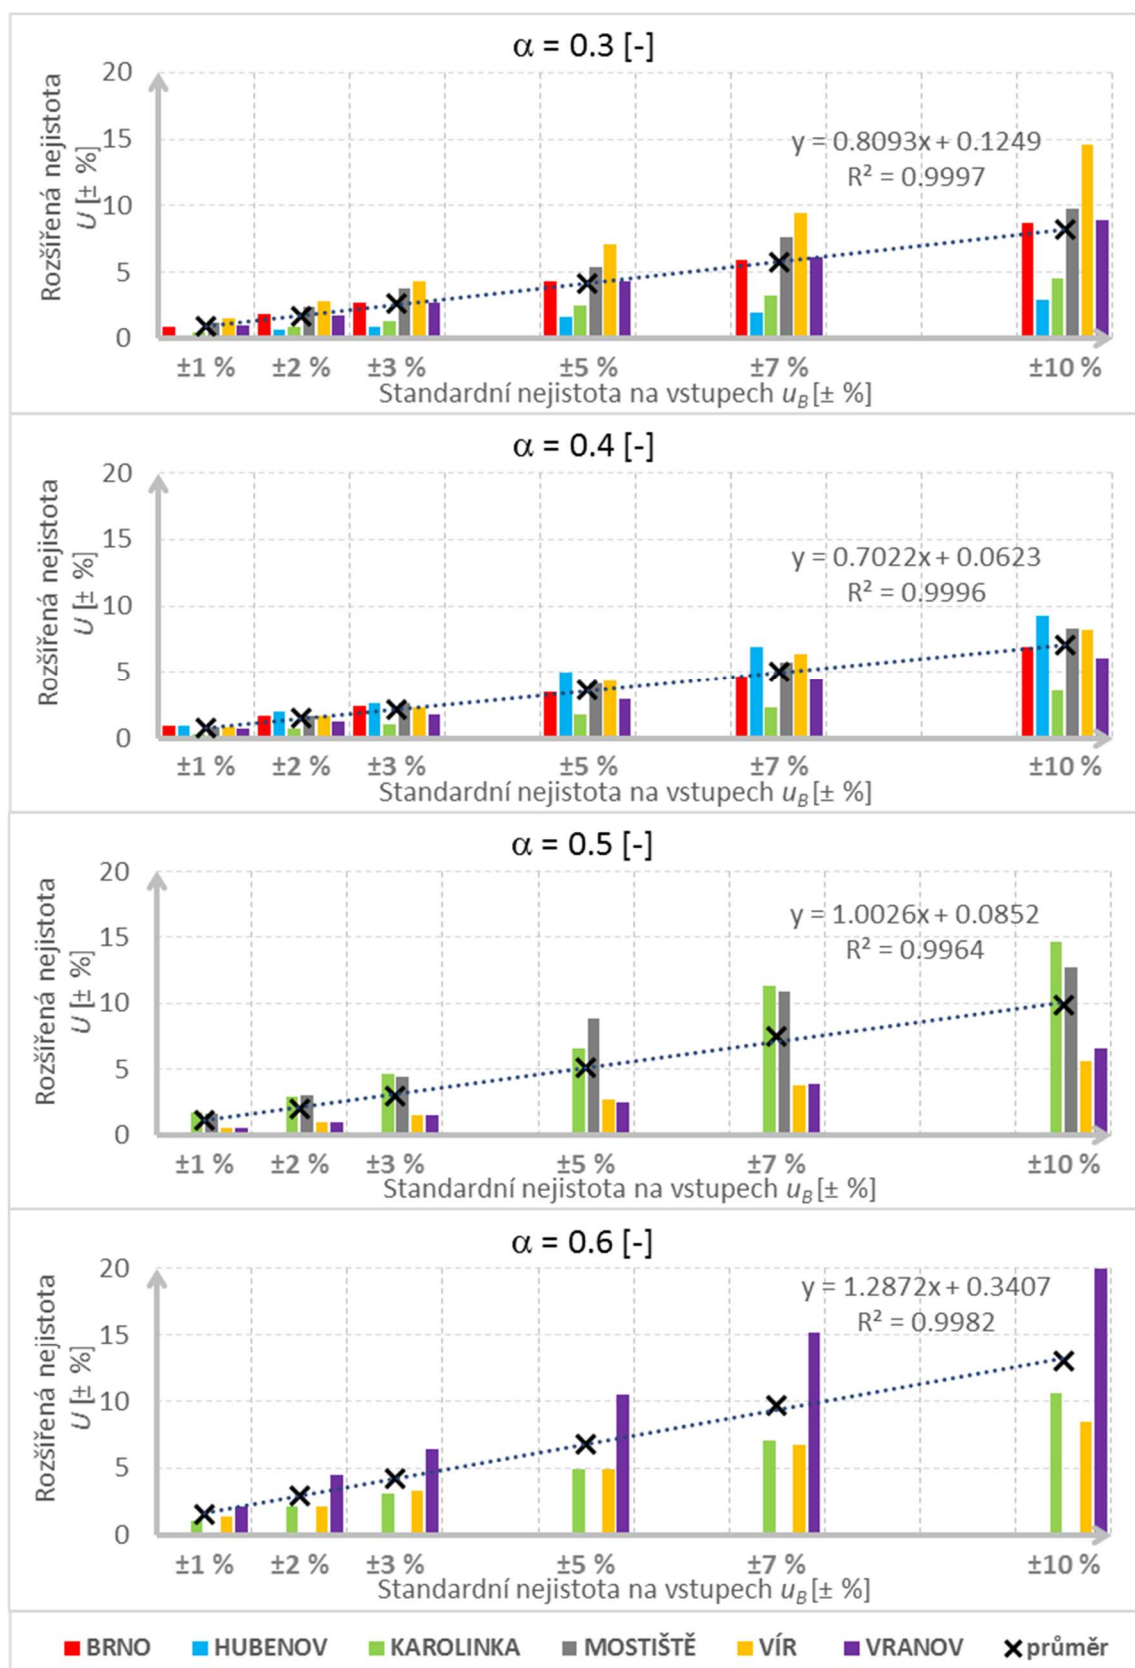 α = 0.3 [-]
Rozšířená nejistota
U [± %]
20
15
10
5
0
y = 0.8093x + 0.1249
R² = 0.9997
±1 % ±2 % ±3 % ±5 % ±7 % ±10 %
Standardní nejistota na vstupech uB [± %]
α = 0.4 [-]
Rozšířená nejistota
U [± %]
20
15
10
5
0
y = 0.7022x + 0.0623
R² = 0.9996
±1 % ±2 % ±3 % ±5 % ±7 % ±10 %
Standardní nejistota na vstupech uB [± %]
α = 0.5 [-]
Rozšířená nejistota
U [± %]
20
15
10
5
0
y = 1.0026x + 0.0852
R² = 0.9964
±1 % ±2 % ±3 % ±5 % ±7 % ±10 %
Standardní nejistota na vstupech uB [± %]
α = 0.6 [-]
Rozšířená nejistota
U [± %]
20
15
10
5
0
y = 1.2872x + 0.3407
R² = 0.9982
±1 % ±2 % ±3 % ±5 % ±7 % ±10 %
Standardní nejistota na vstupech uB [± %]
BRNO HUBENOV KAROLINKA MOSTIŠTĚ VÍR VRANOV průměr